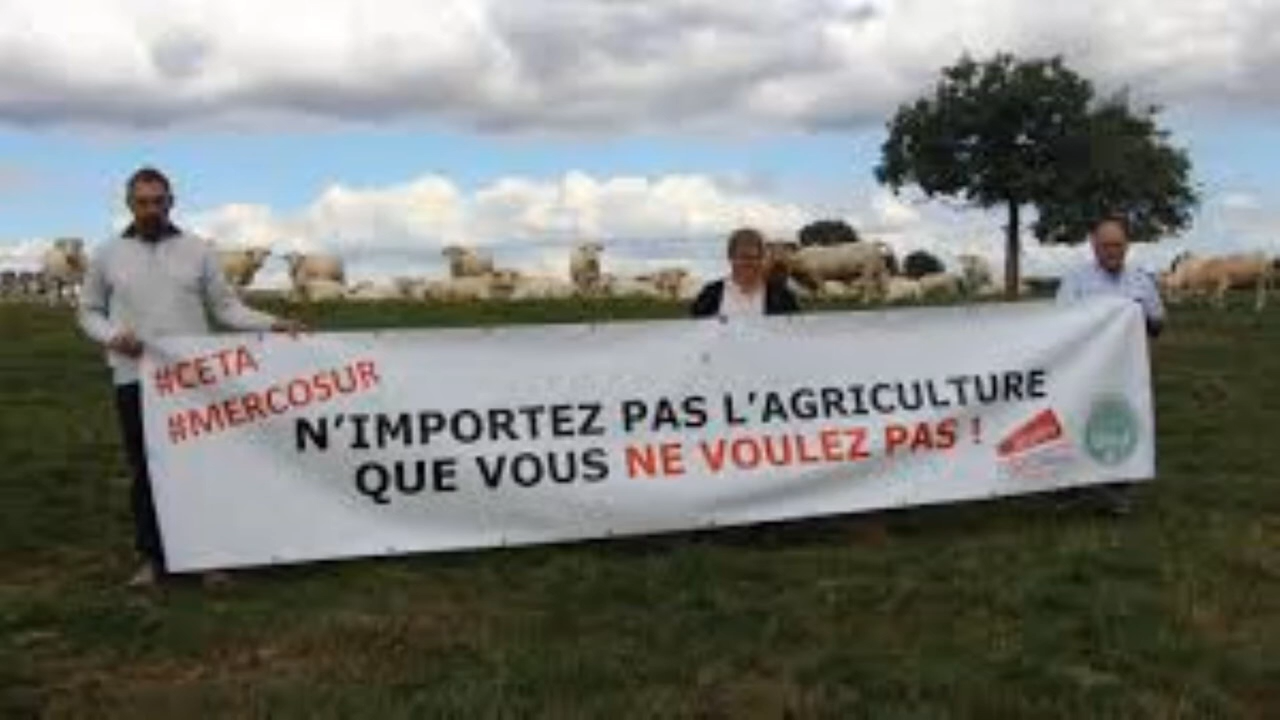 #CETA
#MERCOSUR
N'IMPORTEZ PAS L'AGRICULTURE
QUE VOUS NE VOULEZ PAS !